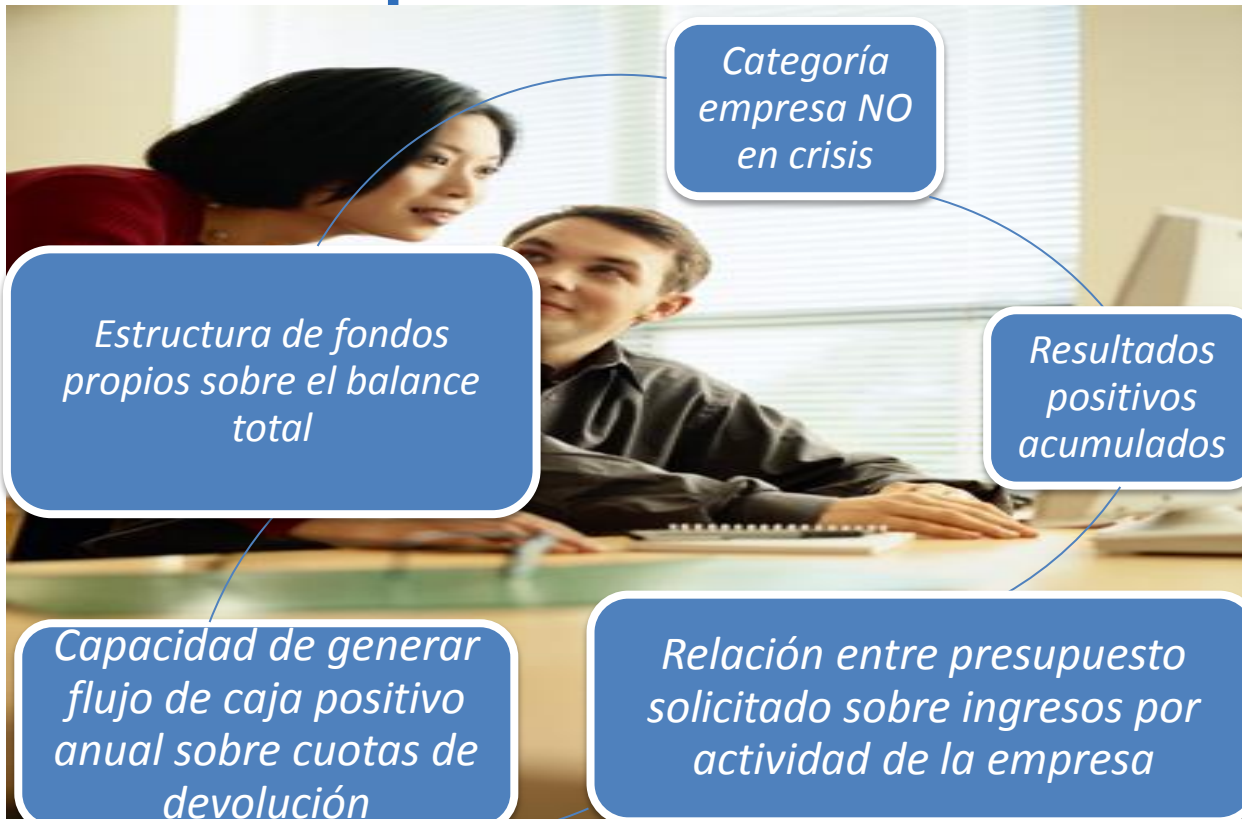 Categoría
empresa NO
en crisis
Estructura de fondos
propios sobre el balance
total
Resultados
positivos
acumulados
Capacidad de generar
flujo de caja positivo
anual sobre cuotas de
devolución
Relación entre presupuesto
solicitado sobre ingresos por
actividad de la empresa